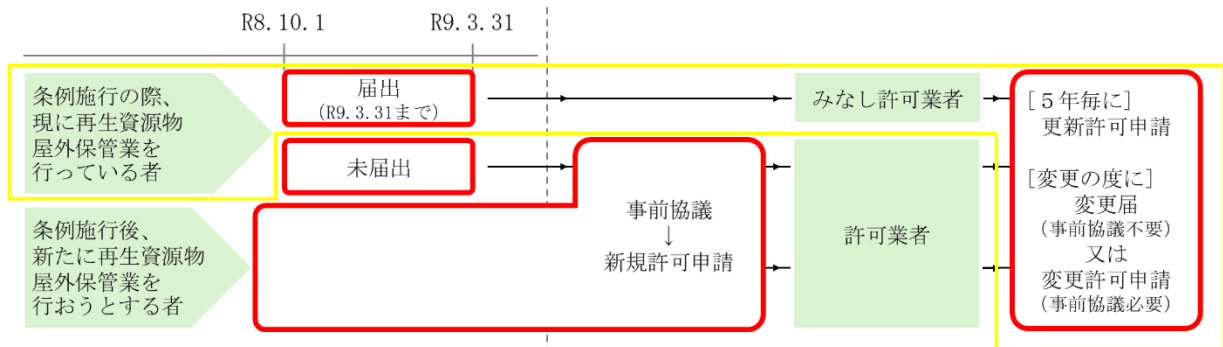 R8.10.1
R9.3.31
条例施行の際、
現に再生資源物
屋外保管業を
行っている者
届出
(R9.3.31まで)
みなし許可業者
[５年毎に]
更新許可申請
未届出
条例施行後、
新たに再生資源物
屋外保管業を
行おうとする者
事前協議
↓
新規許可申請
許可業者
[変更の度に]
変更届
(事前協議不要)
又は
変更許可申請
(事前協議必要)